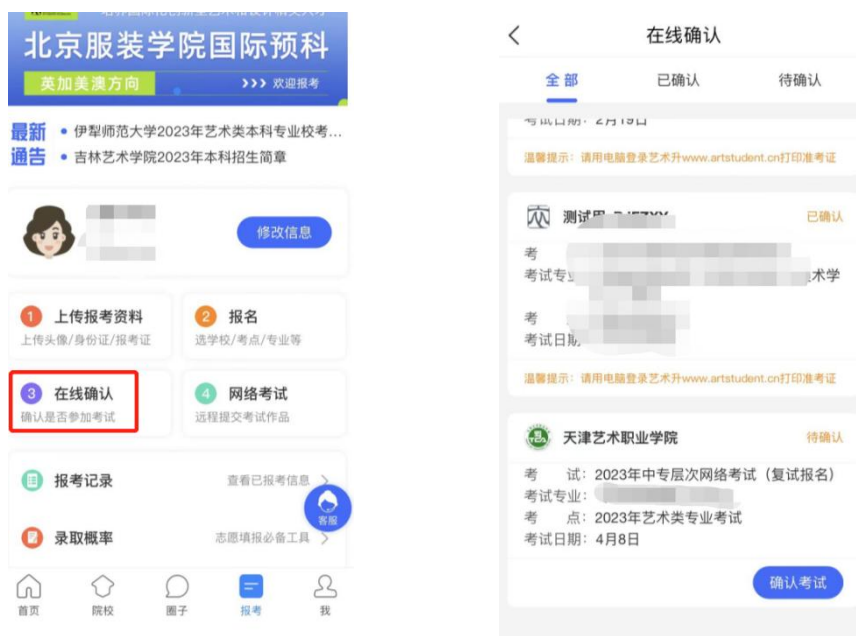 北京服装学院国际预科
英加美澳方向
>>> 欢迎报考
最新
通告
• 伊犁师范大学2023年艺术类本科专业校考...
• 吉林艺术学院2023年本科招生简章
修改信息
1 上传报考资料
上传头像/身份证/报考证
2 报名
选学校/考点/专业等
3 在线确认
确认是否参加考试
4 网络考试
远程提交考试作品
报考记录
查看已报考信息
客服
录取概率
志愿填报必备工具
首页
院校
圈子
报考
我
在线确认
全部
已确认
待确认
考试日期：2月19日
温馨提示：请用电脑登录艺术升www.artstudent.cn打印准考证
测试
已确认
考
考试专业
术学
考
考试日期
温馨提示：请用电脑登录艺术升www.artstudent.cn打印准考证
天津艺术职业学院
待确认
考 试：2023年中专层次网络考试（复试报名）
考试专业：
考 点：2023年艺术类专业考试
考试日期：4月8日
确认考试